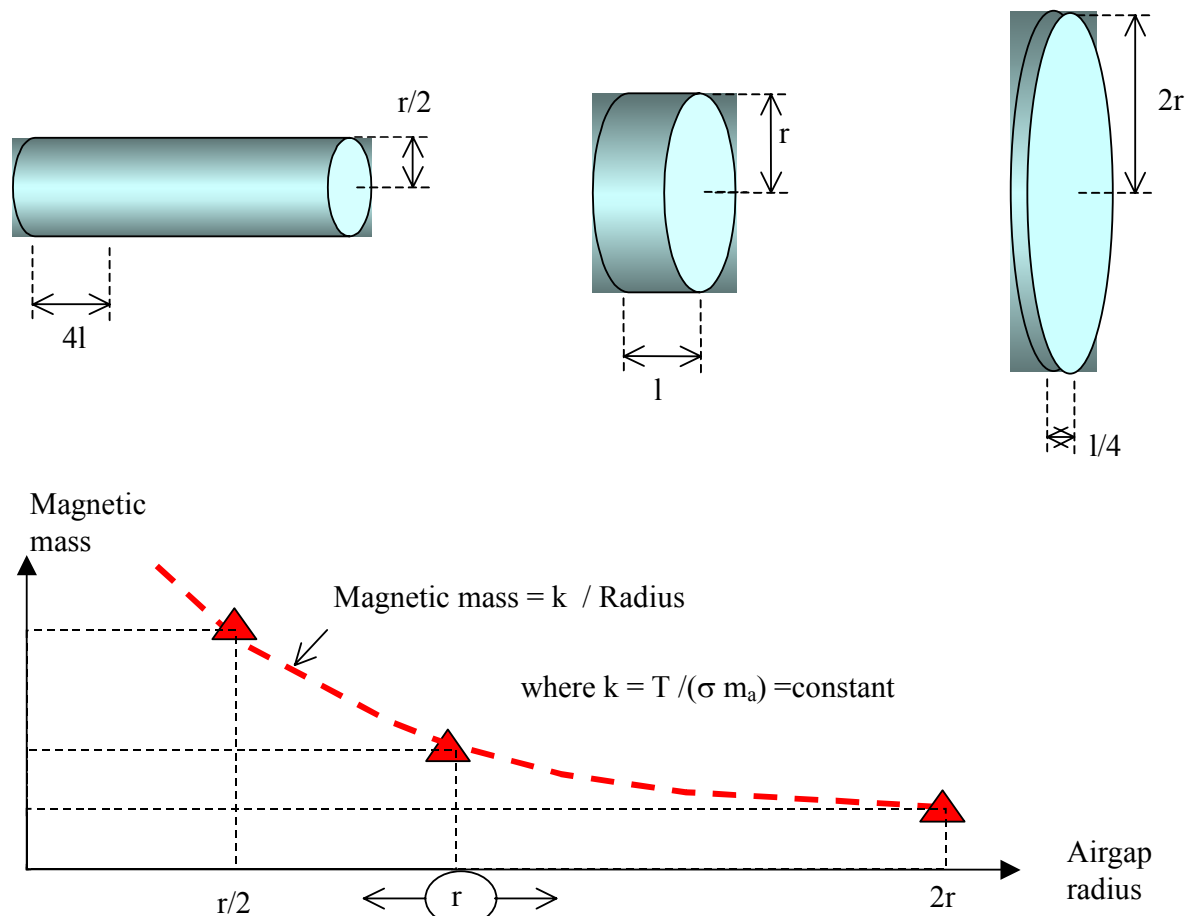 r/2
4l
r
l
2r
l/4
Magnetic
mass
Magnetic mass = k / Radius
where k = T /(σ mₐ) =constant
r/2
r
2r
Airgap
radius